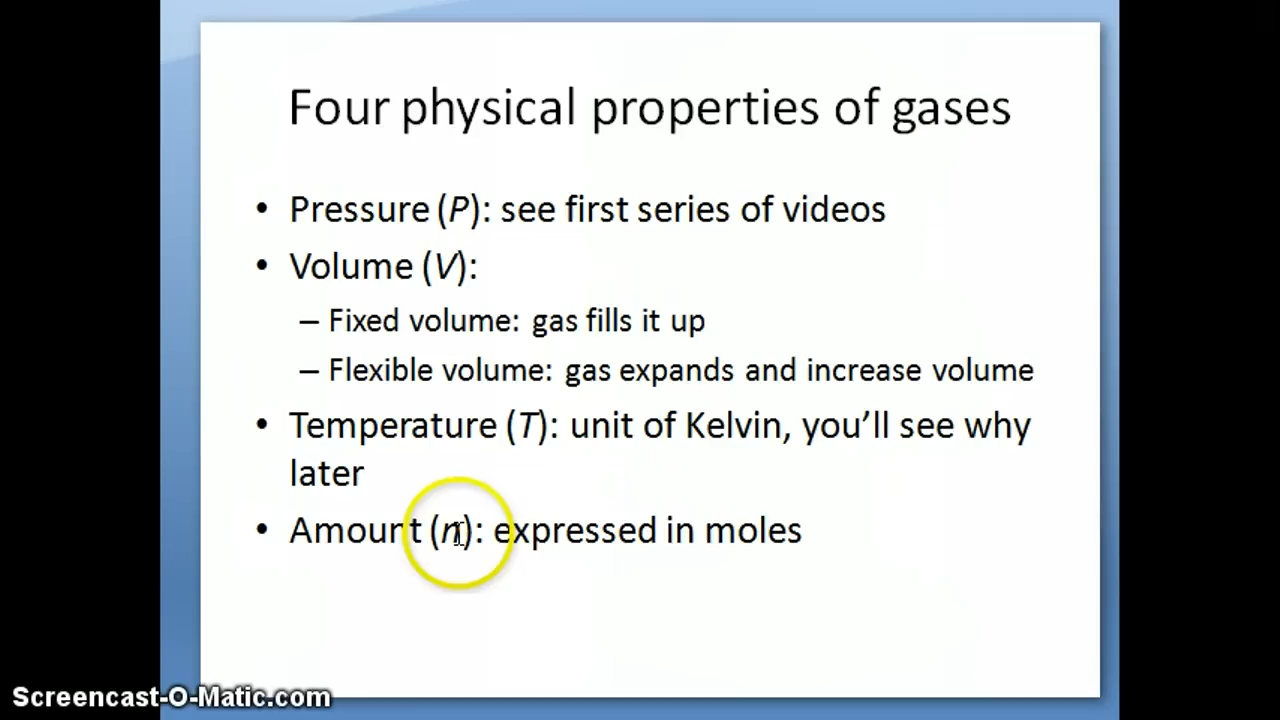 Four physical properties of gases
• Pressure (P): see first series of videos
• Volume (V):
– Fixed volume: gas fills it up
– Flexible volume: gas expands and increase volume
• Temperature (T): unit of Kelvin, you’ll see why
later
• Amount (n): expressed in moles
Screencast-O-Matic.com